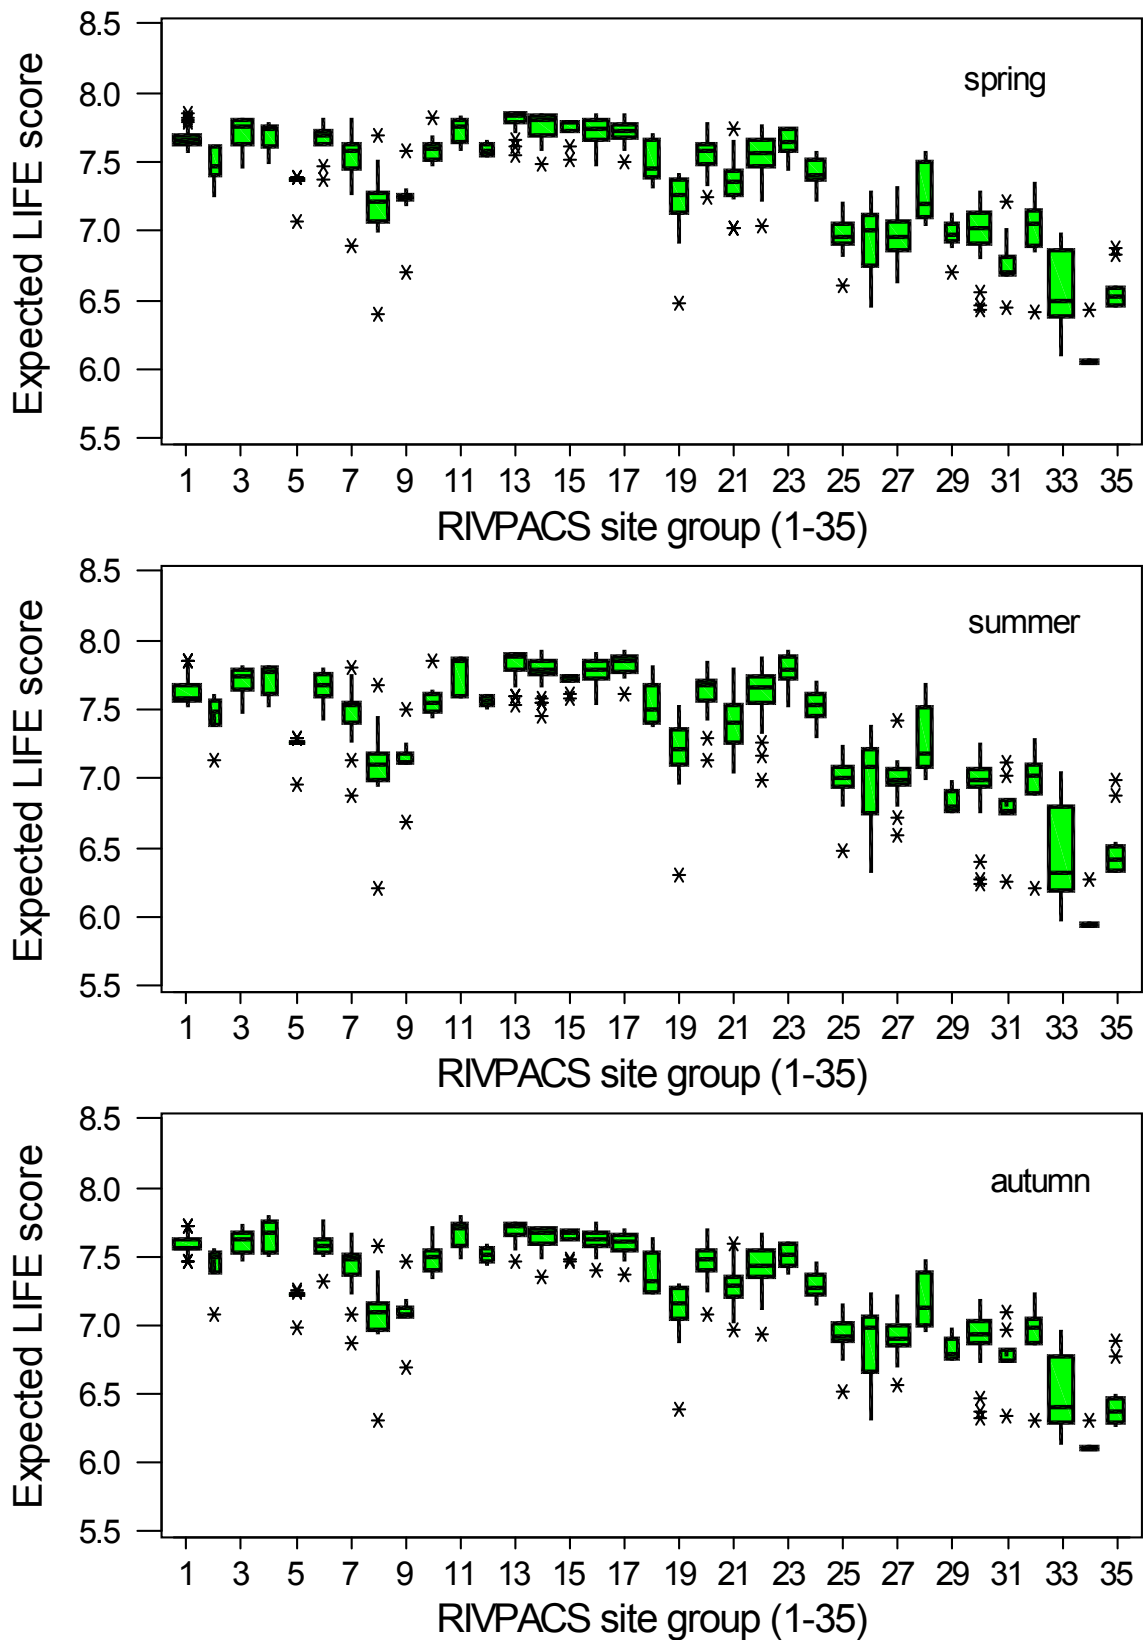 8.5
8.0
7.5
7.0
6.5
6.0
5.5
Expected LIFE score
spring
1 3 5 7 9 11 13 15 17 19 21 23 25 27 29 31 33 35
RIVPACS site group (1-35)
8.5
8.0
7.5
7.0
6.5
6.0
5.5
Expected LIFE score
summer
1 3 5 7 9 11 13 15 17 19 21 23 25 27 29 31 33 35
RIVPACS site group (1-35)
8.5
8.0
7.5
7.0
6.5
6.0
5.5
Expected LIFE score
autumn
1 3 5 7 9 11 13 15 17 19 21 23 25 27 29 31 33 35
RIVPACS site group (1-35)